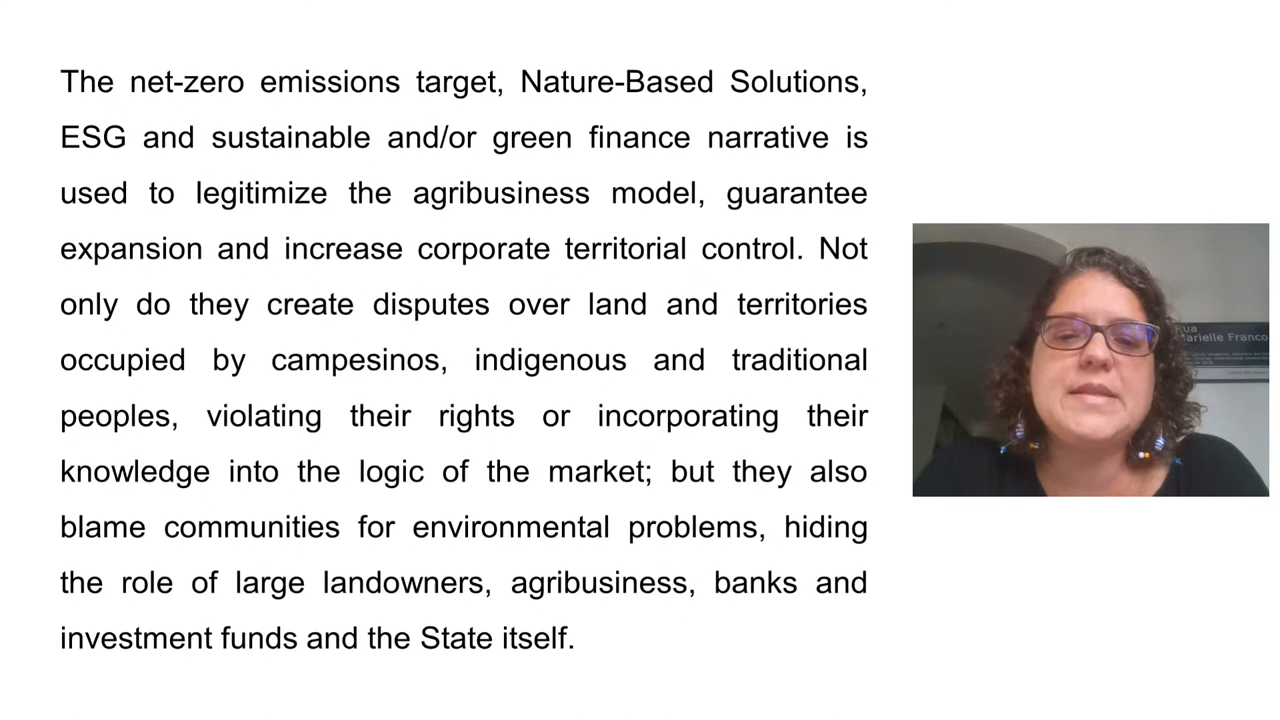 The net-zero emissions target, Nature-Based Solutions,
ESG and sustainable and/or green finance narrative is
used to legitimize the agribusiness model, guarantee
expansion and increase corporate territorial control. Not
only do they create disputes over land and territories
occupied by campesinos, indigenous and traditional
peoples, violating their rights or incorporating their
knowledge into the logic of the market; but they also
blame communities for environmental problems, hiding
the role of large landowners, agribusiness, banks and
investment funds and the State itself.
Rua
Marielle Franco